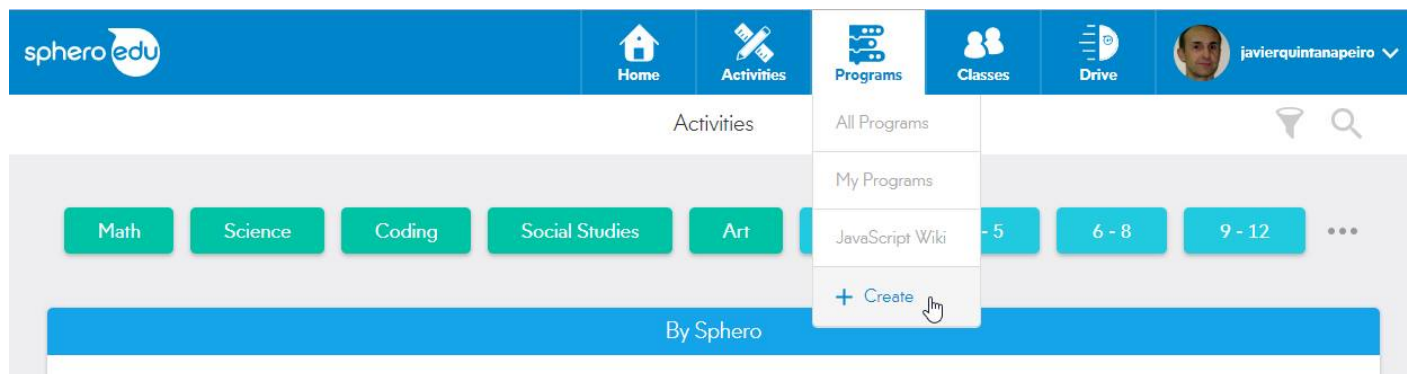 sphero edu
Home
Activities
Programs
Classes
Drive
javierquintanapeiro
Activities
All Programs
My Programs
JavaScript Wiki
+ Create
Math
Science
Coding
Social Studies
Art
- 5
6 - 8
9 - 12
By Sphero